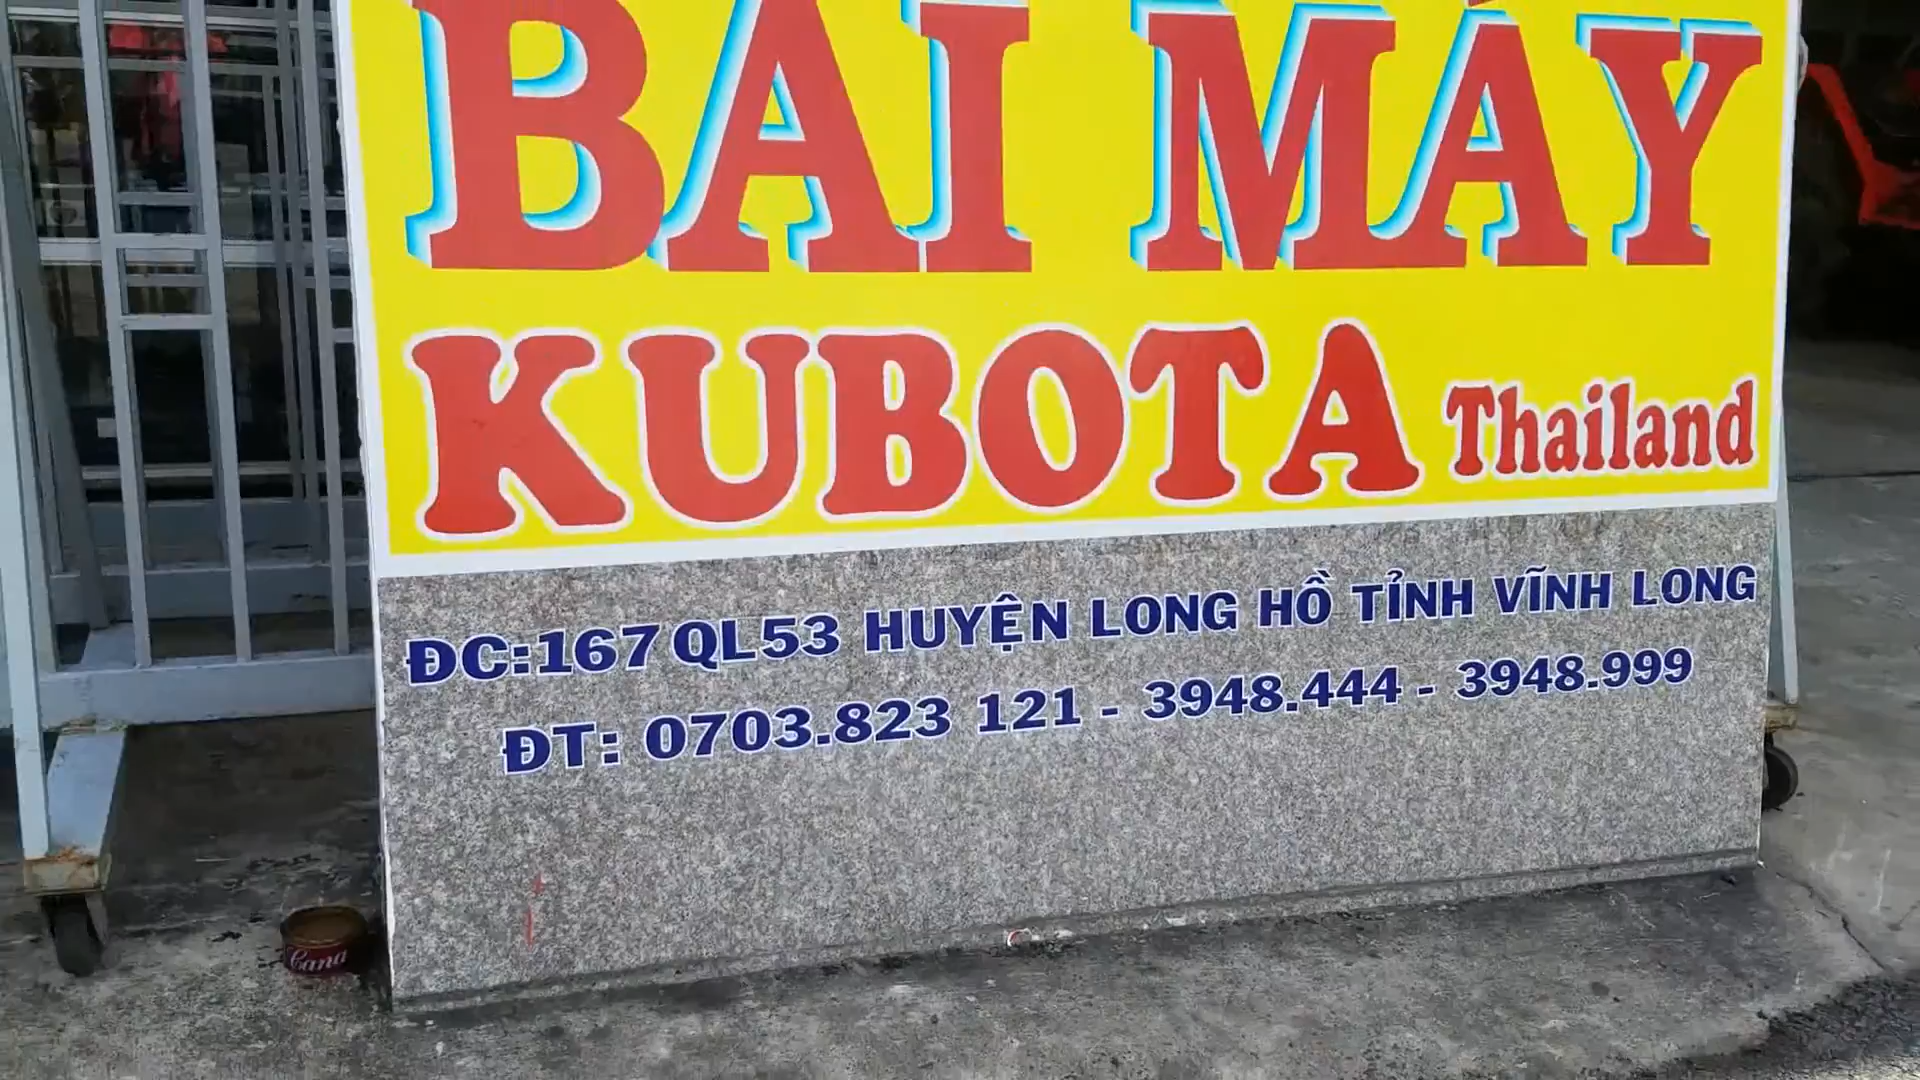 BÃI MÁY
KUBOTA Thailand
ĐC:167 QL53 HUYỆN LONG HỒ TỈNH VĨNH LONG
ĐT: 0703.823 121 - 3948.444 - 3948.999
Cana